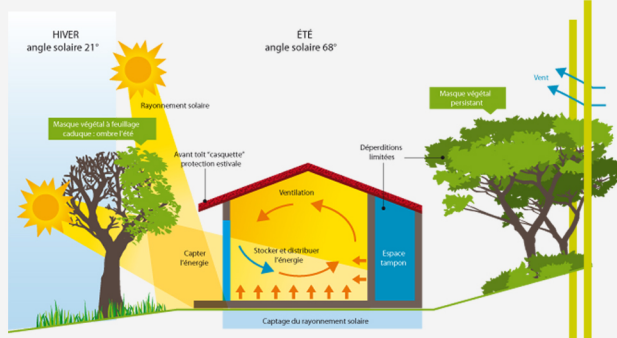 HIVER
angle solaire 21°
ÉTÉ
angle solaire 68°
Rayonnement solaire
Masque végétal à feuillage
caduque : ombre l'été
Avant toit "casquette"
protection estivale
Déperditions
limitées
Masque végétal
persistant
Vent
Ventilation
Capter
l'énergie
Stocker et distribuer
l'énergie
Espace
tampon
Captage du rayonnement solaire